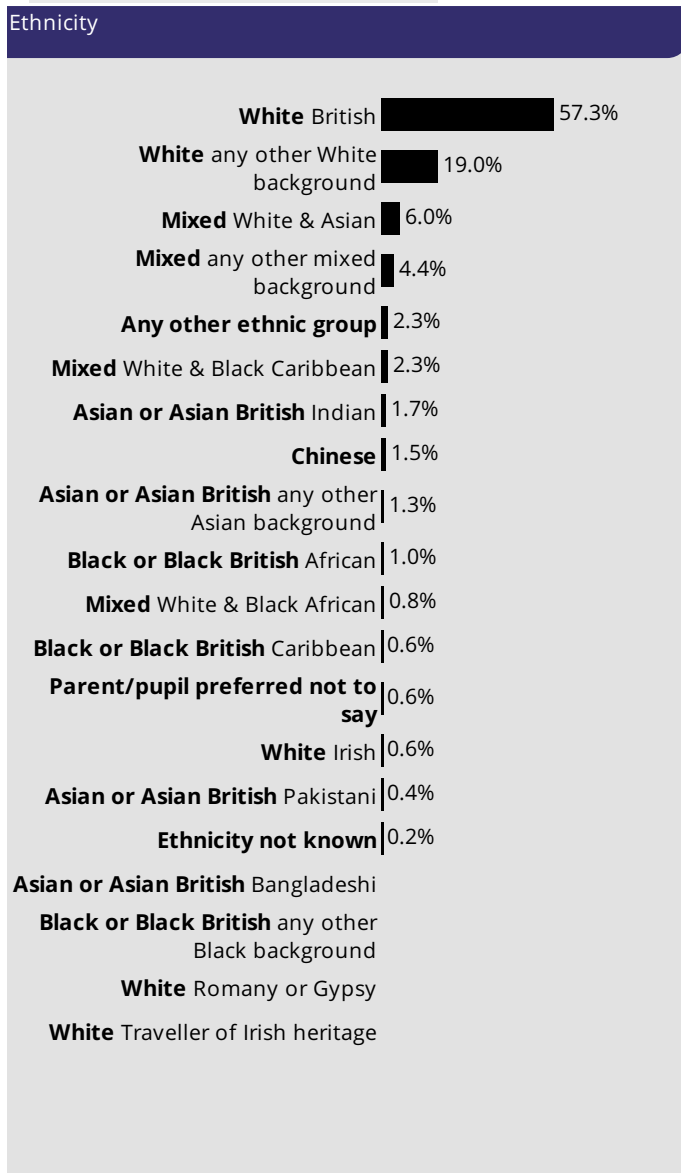 Ethnicity
White British 57.3%
White any other White
background 19.0%
Mixed White & Asian 6.0%
Mixed any other mixed
background 4.4%
Any other ethnic group 2.3%
Mixed White & Black Caribbean 2.3%
Asian or Asian British Indian 1.7%
Chinese 1.5%
Asian or Asian British any other
Asian background 1.3%
Black or Black British African 1.0%
Mixed White & Black African 0.8%
Black or Black British Caribbean 0.6%
Parent/pupil preferred not to
say 0.6%
White Irish 0.6%
Asian or Asian British Pakistani 0.4%
Ethnicity not known 0.2%
Asian or Asian British Bangladeshi
Black or Black British any other
Black background
White Romany or Gypsy
White Traveller of Irish heritage